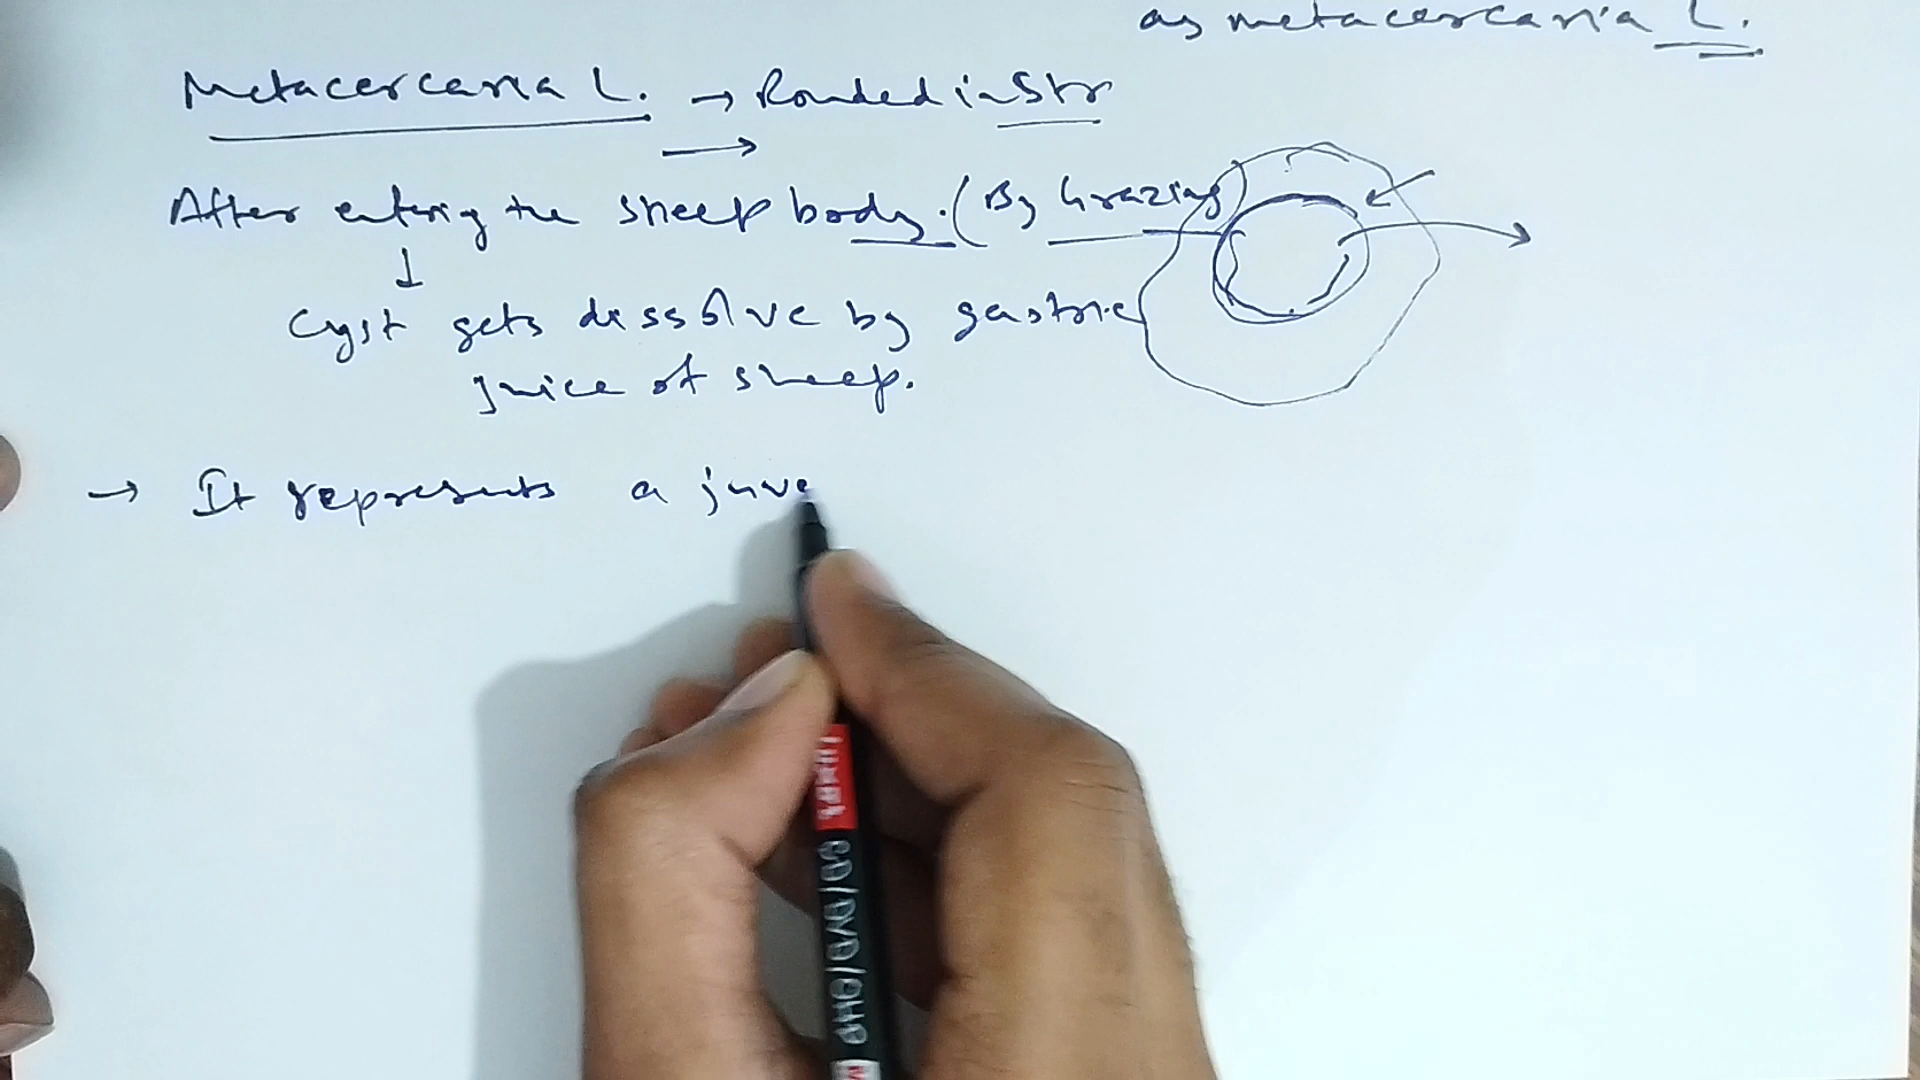 as metacercaria L.
Metacercaria L. → Rounded in Str
→
After entering the sheep body. (By Grazing)
↓
Cyst gets dissolve by gastric
juice of sheep.
→ It represents a juve
Luxor